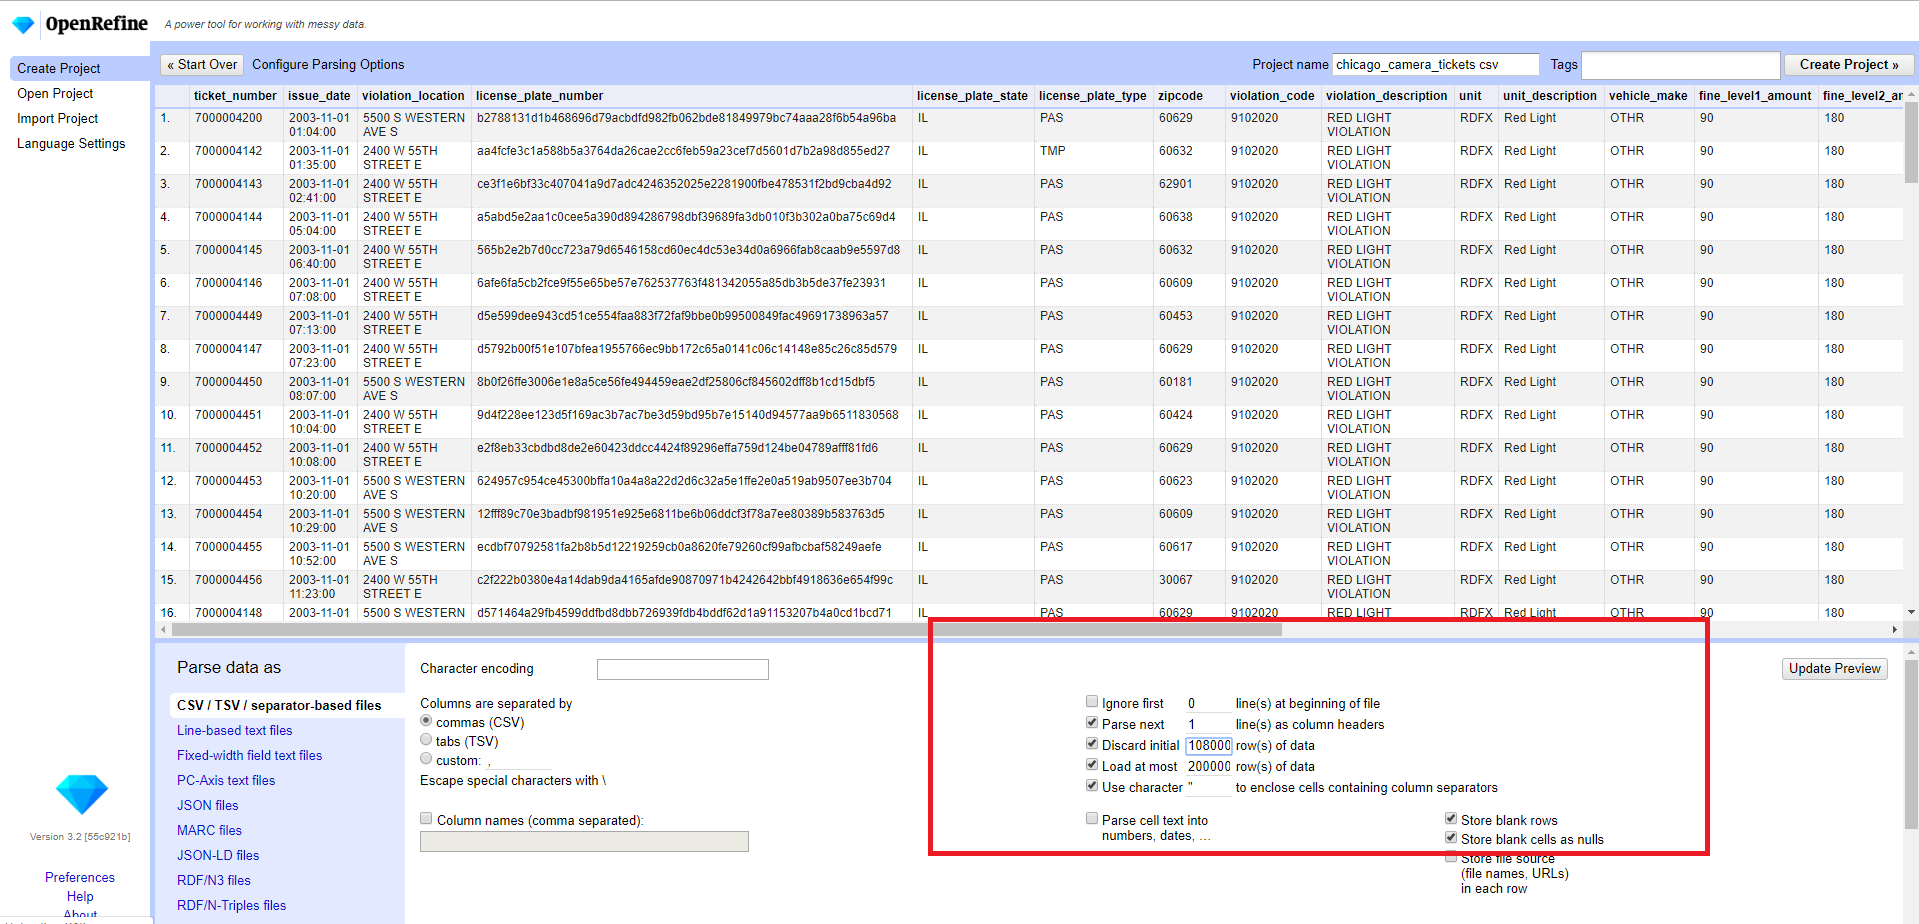 OpenRefine A power tool for working with messy data.
Create Project
Open Project
Import Project
Language Settings
« Start Over Configure Parsing Options Project name chicago_camera_tickets csv Tags Create Project »
ticket_number issue_date violation_location license_plate_number license_plate_state license_plate_type zipcode violation_code violation_description unit unit_description vehicle_make fine_level1_amount fine_level2_an
1. 7000004200 2003-11-01 5500 S WESTERN b2788131d1b468696d79acbdfd982fb062bde81849979bc74aaa28f6b54a96ba IL PAS 60629 9102020 RED LIGHT RDFX Red Light OTHR 90 180
01:04:00 AVE S VIOLATION
2. 7000004142 2003-11-01 2400 W 55TH aa4fcfe3c1a588b5a3764da26cae2cc6feb59a23cef7d5601d7b2a98d855ed27 IL TMP 60632 9102020 RED LIGHT RDFX Red Light OTHR 90 180
01:35:00 STREET E VIOLATION
3. 7000004143 2003-11-01 2400 W 55TH ce3f1e6bf33c407041a9d7adc4246352025e2281900fbe478531f2bd9cba4d92 IL PAS 62901 9102020 RED LIGHT RDFX Red Light OTHR 90 180
02:41:00 STREET E VIOLATION
4. 7000004144 2003-11-01 2400 W 55TH a5abd5e2aa1c0cee5a390d894286798dbf39689fa3db010f3b302a0ba75c69d4 IL PAS 60638 9102020 RED LIGHT RDFX Red Light OTHR 90 180
05:04:00 STREET E VIOLATION
5. 7000004145 2003-11-01 2400 W 55TH 565b2e2b7d0cc723a79d6546158cd60ec4dc53e34d0a6966fab8caab9e5597d8 IL PAS 60632 9102020 RED LIGHT RDFX Red Light OTHR 90 180
06:40:00 STREET E VIOLATION
6. 7000004146 2003-11-01 2400 W 55TH 6afe6fa5cb2fce9f55e65be57e762537763f481342055a85db3b5de37fe23931 IL PAS 60609 9102020 RED LIGHT RDFX Red Light OTHR 90 180
07:08:00 STREET E VIOLATION
7. 7000004449 2003-11-01 2400 W 55TH d5e599dee943cd51ce554faa883f72faf9bbe0b99500849fac49691738963a57 IL PAS 60453 9102020 RED LIGHT RDFX Red Light OTHR 90 180
07:13:00 STREET E VIOLATION
8. 7000004147 2003-11-01 2400 W 55TH d5792b00f51e107bfea1955766ec9bb172c65a0141c06c14148e85c26c85d579 IL PAS 60629 9102020 RED LIGHT RDFX Red Light OTHR 90 180
07:23:00 STREET E VIOLATION
9. 7000004450 2003-11-01 5500 S WESTERN 8b0f26ffe3006e1e8a5ce56fe494459eae2df25806cf845602dff8b1cd15dbf5 IL PAS 60181 9102020 RED LIGHT RDFX Red Light OTHR 90 180
08:07:00 AVE S VIOLATION
10. 7000004451 2003-11-01 2400 W 55TH 9d4f228ee123d5f169ac3b7ac7be3d59bd95b7e15140d94577aa9b6511830568 IL PAS 60424 9102020 RED LIGHT RDFX Red Light OTHR 90 180
10:04:00 STREET E VIOLATION
11. 7000004452 2003-11-01 2400 W 55TH e2f8eb33cbdbd8de2e60423ddcc4424f89296effa759d124be04789afff81fd6 IL PAS 60629 9102020 RED LIGHT RDFX Red Light OTHR 90 180
10:08:00 STREET E VIOLATION
12. 7000004453 2003-11-01 5500 S WESTERN 624957c954ce45300bffa10a4a8a22d2d6c32a5e1ffe2e0a519ab9507ee3b704 IL PAS 60623 9102020 RED LIGHT RDFX Red Light OTHR 90 180
10:20:00 AVE S VIOLATION
13. 7000004454 2003-11-01 5500 S WESTERN 12fff89c70e3badbf981951e925e6811be6b06ddcf3f78a7ee80389b583763d5 IL PAS 60609 9102020 RED LIGHT RDFX Red Light OTHR 90 180
10:29:00 AVE S VIOLATION
14. 7000004455 2003-11-01 5500 S WESTERN ecdbf70792581fa2b8b5d12219259cb0a8620fe79260cf99afbcbaf58249aefe IL PAS 60617 9102020 RED LIGHT RDFX Red Light OTHR 90 180
10:52:00 AVE S VIOLATION
15. 7000004456 2003-11-01 2400 W 55TH c2f222b0380e4a14dab9da4165afde90870971b4242642bbf4918636e654f99c IL PAS 30067 9102020 RED LIGHT RDFX Red Light OTHR 90 180
11:23:00 STREET E VIOLATION
16. 7000004148 2003-11-01 5500 S WESTERN d571464a29fb4599ddfbd8dbb726939fdb4bddf62d1a91153207b4a0cd1bcd71 IL PAS 60629 9102020 RED LIGHT RDFX Red Light OTHR 90 180
Parse data as
CSV / TSV / separator-based files
Line-based text files
Fixed-width field text files
PC-Axis text files
JSON files
MARC files
JSON-LD files
RDF/N3 files
RDF/N-Triples files
Character encoding
Columns are separated by
commas (CSV)
tabs (TSV)
custom: ,
Escape special characters with \
Column names (comma separated):
Update Preview
Ignore first 0 line(s) at beginning of file
Parse next 1 line(s) as column headers
Discard initial 108000 row(s) of data
Load at most 200000 row(s) of data
Use character " to enclose cells containing column separators
Parse cell text into
numbers, dates, ...
Store blank rows
Store blank cells as nulls
Store file source
(file names, URLs)
in each row
Version 3.2 [55c921b]
Preferences
Help
About